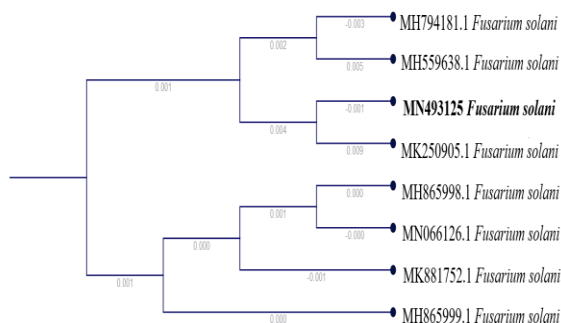 -0.003
MH794181.1 Fusarium solani
0.002
0.005
MH559638.1 Fusarium solani
0.001
-0.001
MN493125 Fusarium solani
0.004
0.009
MK250905.1 Fusarium solani
0.000
MH865998.1 Fusarium solani
0.001
-0.000
MN066126.1 Fusarium solani
0.000
-0.001
MK881752.1 Fusarium solani
0.001
0.000
MH865999.1 Fusarium solani